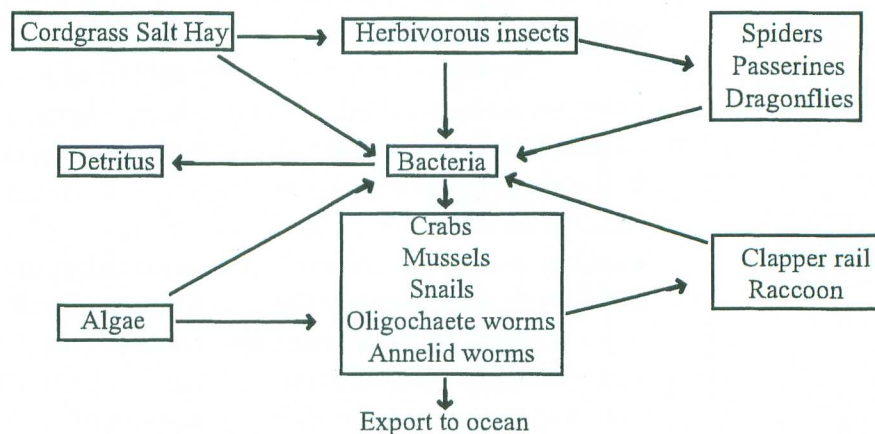 Cordgrass Salt Hay
Herbivorous insects
Spiders
Passerines
Dragonflies
Detritus
Bacteria
Crabs
Mussels
Snails
Oligochaete worms
Annelid worms
Clapper rail
Raccoon
Algae
Export to ocean